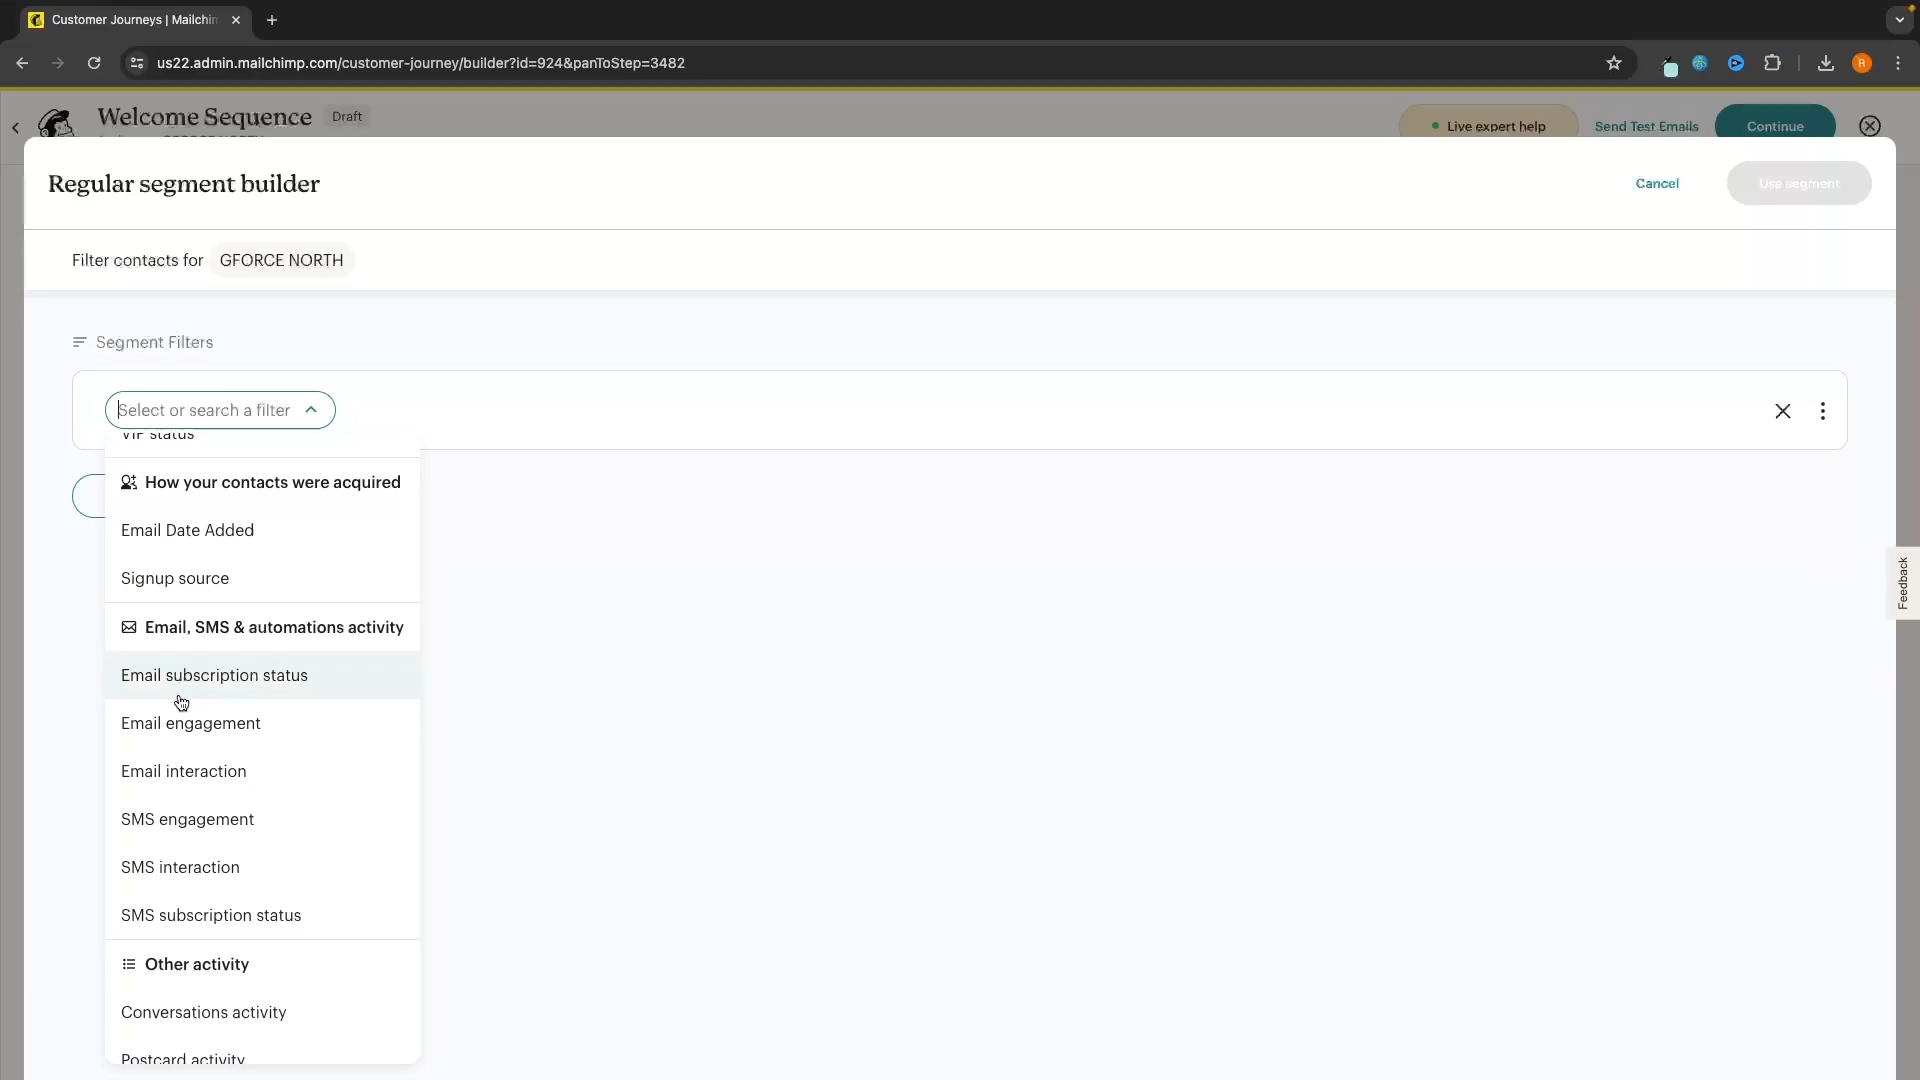 Customer Journeys | Mailchim
us22.admin.mailchimp.com/customer-journey/builder?id=924&panToStep=3482
R
Welcome Sequence
Draft
Live expert help
Send Test Emails
Continue
Regular segment builder
Cancel
Use segment
Filter contacts for GFORCE NORTH
Segment Filters
Select or search a filter
VIP status
How your contacts were acquired
Email Date Added
Signup source
Email, SMS & automations activity
Email subscription status
Email engagement
Email interaction
SMS engagement
SMS interaction
SMS subscription status
Other activity
Conversations activity
Postcard activity
Feedback